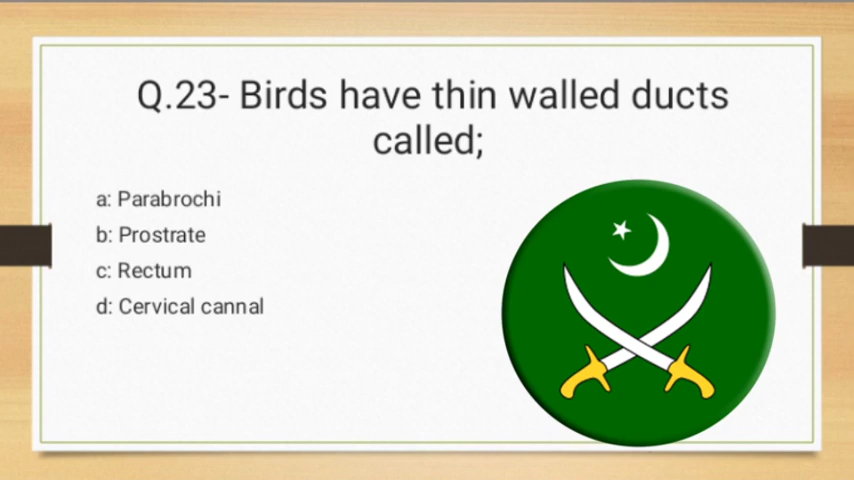 Q.23- Birds have thin walled ducts
called;
a: Parabrochi
b: Prostrate
c: Rectum
d: Cervical cannal